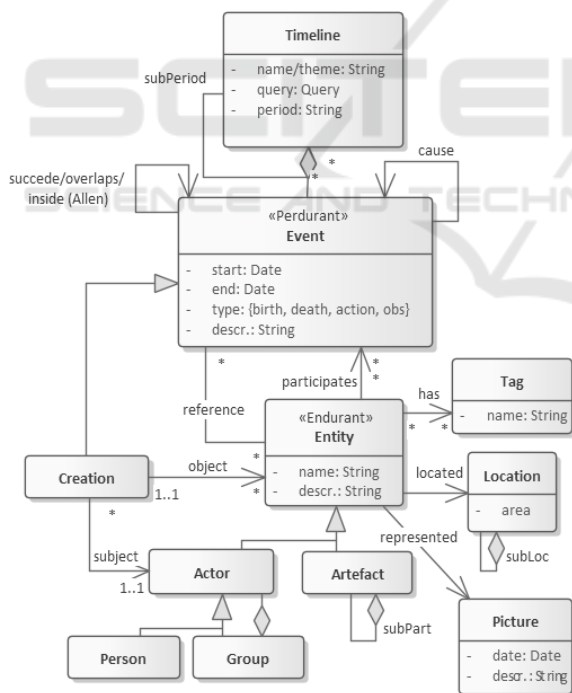 Timeline
- name/theme: String
- query: Query
- period: String
subPeriod
*
*
cause
succede/overlaps/
inside (Allen)
SCIENCE AND TECHN
«Perdurant»
Event
- start: Date
- end: Date
- type: {birth, death, action, obs}
- descr.: String
*
*
participates
*
reference
«Endurant»
Entity
- name: String
- descr.: String
*
has
*
*
Tag
- name: String
Creation
object
1..1
*
*
located
Location
- area
subLoc
represented
subject
1..1
Actor
Artefact
subPart
Person
Group
Picture
- date: Date
- descr.: String